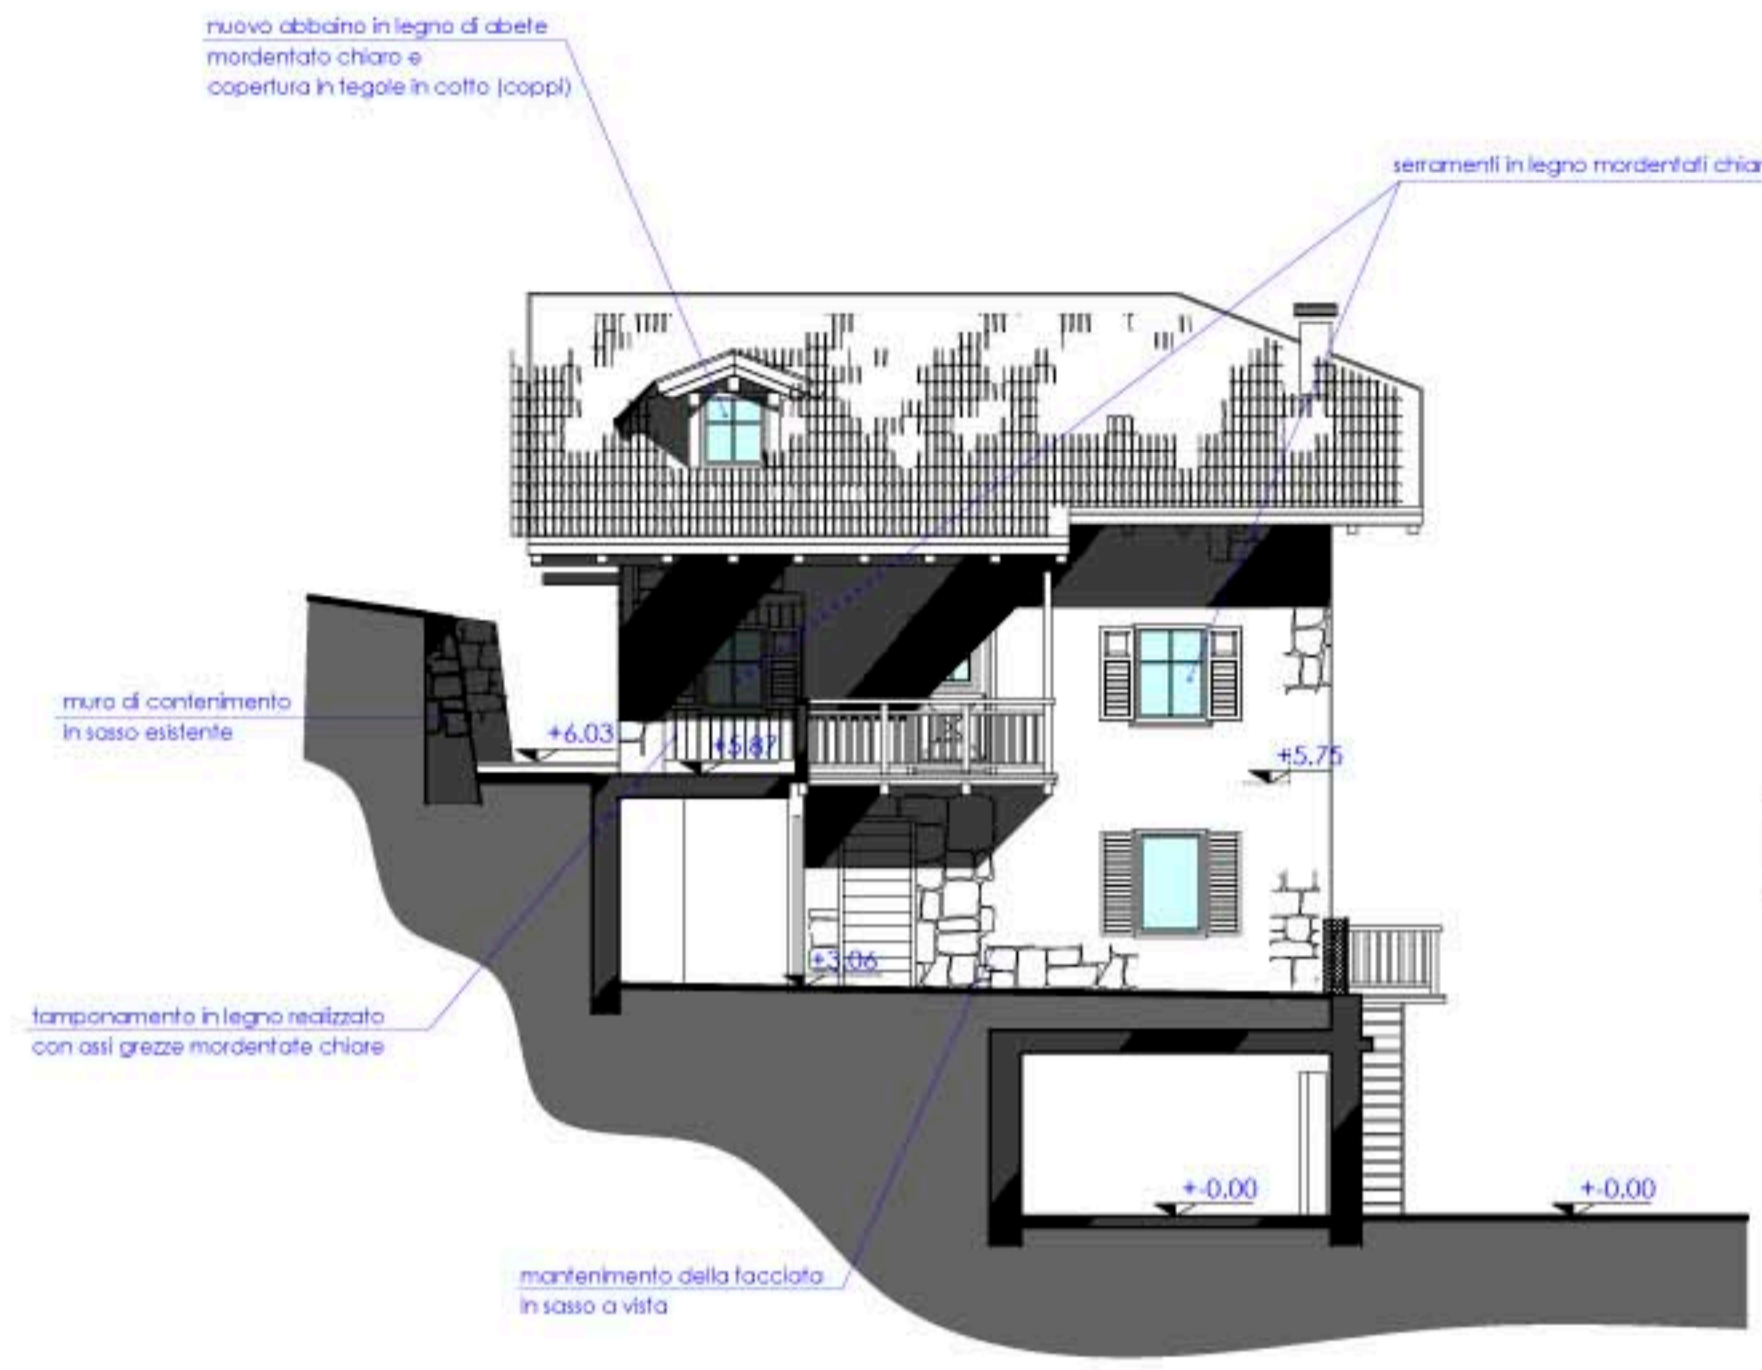 nuovo abbaino in legno di abete
mordentato chiaro e
copertura in tegole in cotto (coppi)
serramenti in legno mordentati chiar
muro di contenimento
in sasso esistente
+6.03
+5.87
+5.75
+3.06
tamponamento in legno realizzato
con assi grezze mordentate chiare
+-0.00
+-0.00
mantenimento della facciata
in sasso a vista